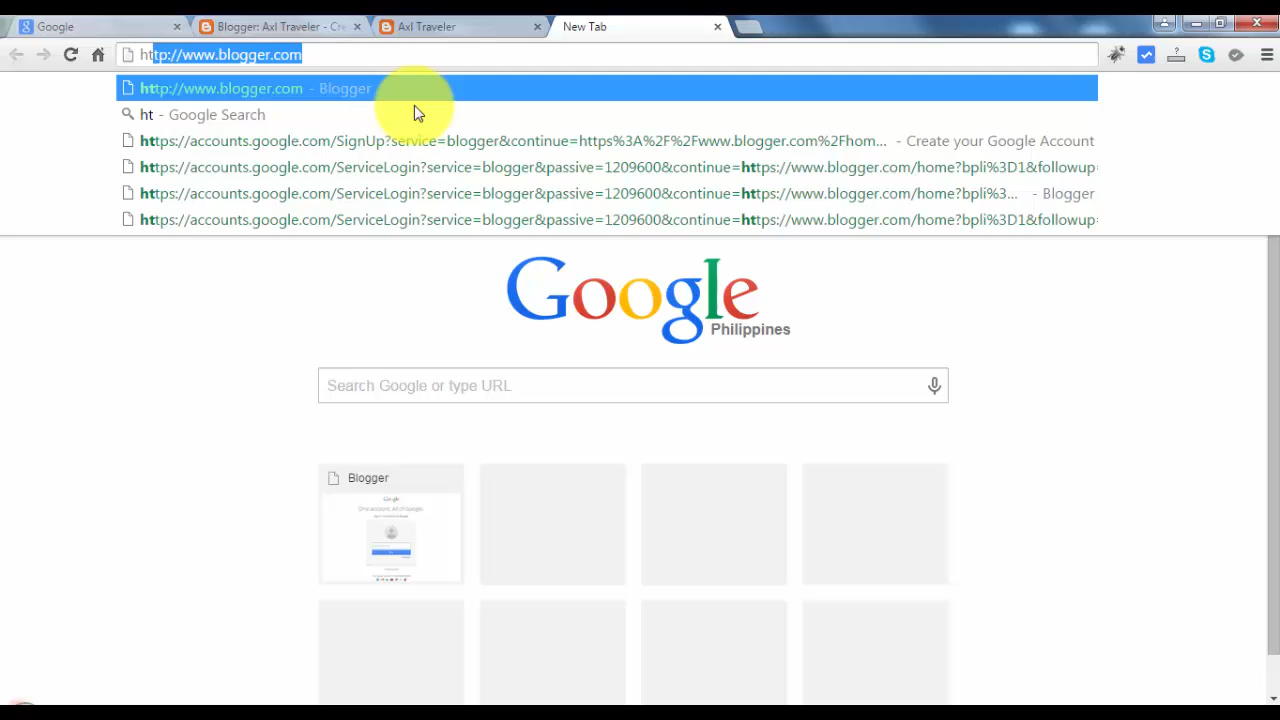 Google
Blogger: Axl Traveler - Cre
Axl Traveler
New Tab
http://www.blogger.com
http://www.blogger.com - Blogger
ht - Google Search
https://accounts.google.com/SignUp?service=blogger&continue=https%3A%2F%2Fwww.blogger.com%2Fhom... - Create your Google Account
https://accounts.google.com/ServiceLogin?service=blogger&passive=1209600&continue=https://www.blogger.com/home?bpli%3D1&followup=
https://accounts.google.com/ServiceLogin?service=blogger&passive=1209600&continue=https://www.blogger.com/home?bpli%3... - Blogger
https://accounts.google.com/ServiceLogin?service=blogger&passive=1209600&continue=https://www.blogger.com/home?bpli%3D1&followup=
Google
Philippines
Search Google or type URL
Blogger
Google